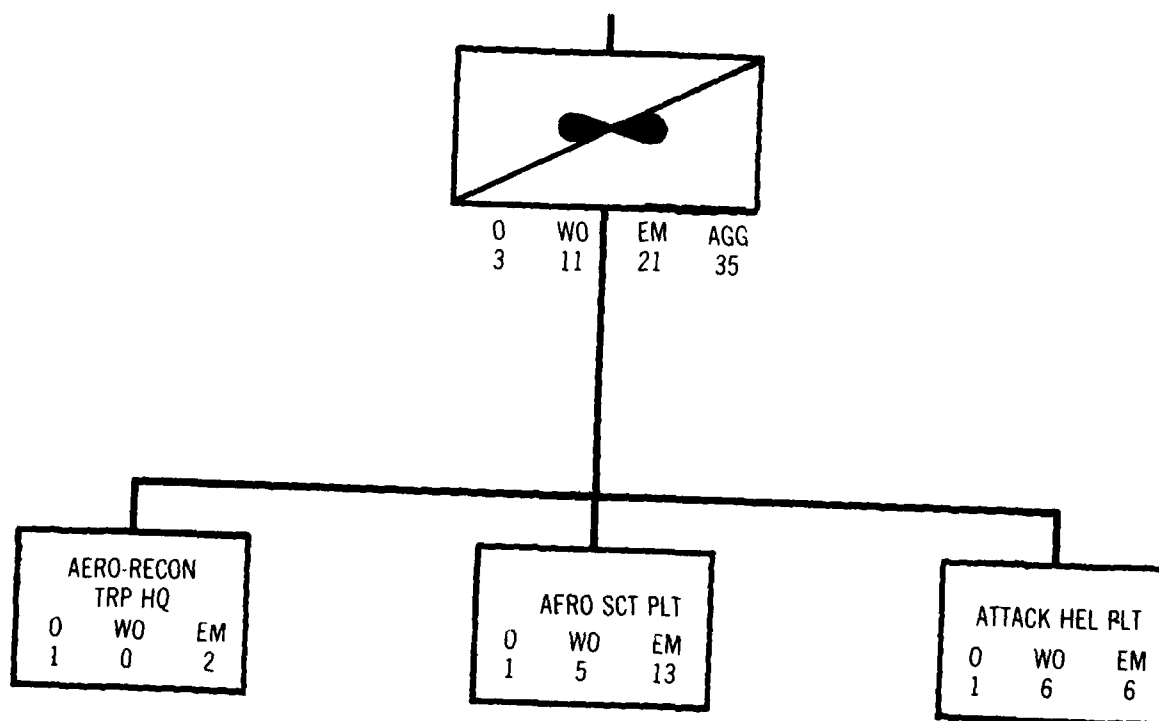 O WO EM AGG
3 11 21 35
AERO-RECON
TRP HQ
O WO EM
1 0 2
AFRO SCT PLT
O WO EM
1 5 13
ATTACK HEL PLT
O WO EM
1 6 6